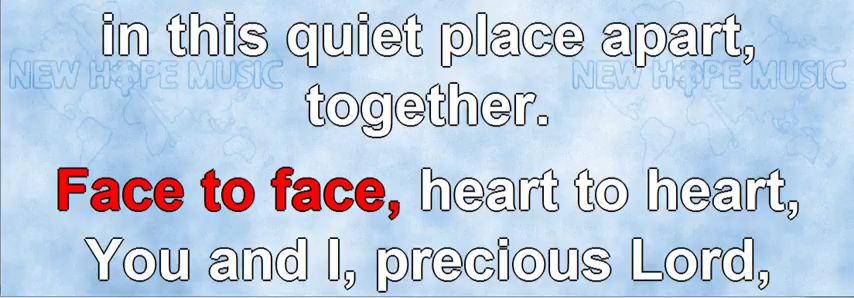 in this quiet place apart,
NEW HOPE MUSIC NEW HOPE MUSIC
together.
Face to face, heart to heart,
You and I, precious Lord,